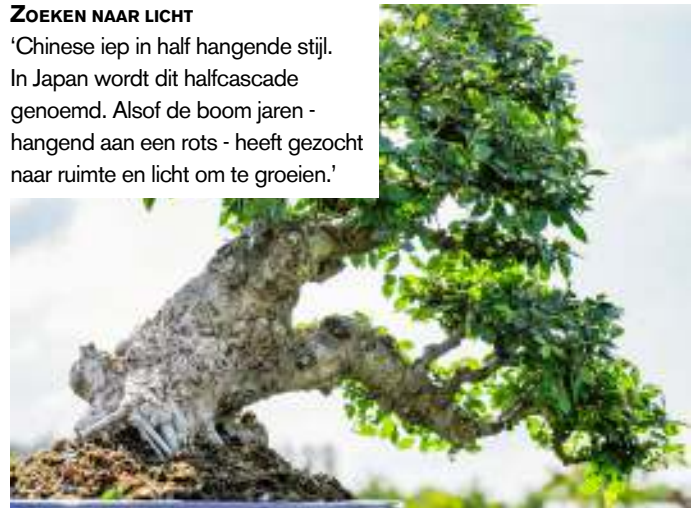 ZOEKEN NAAR LICHT
‘Chinese iep in half hangende stijl.
In Japan wordt dit halfcascade
genoemd. Alsof de boom jaren -
hangend aan een rots - heeft gezocht
naar ruimte en licht om te groeien.’